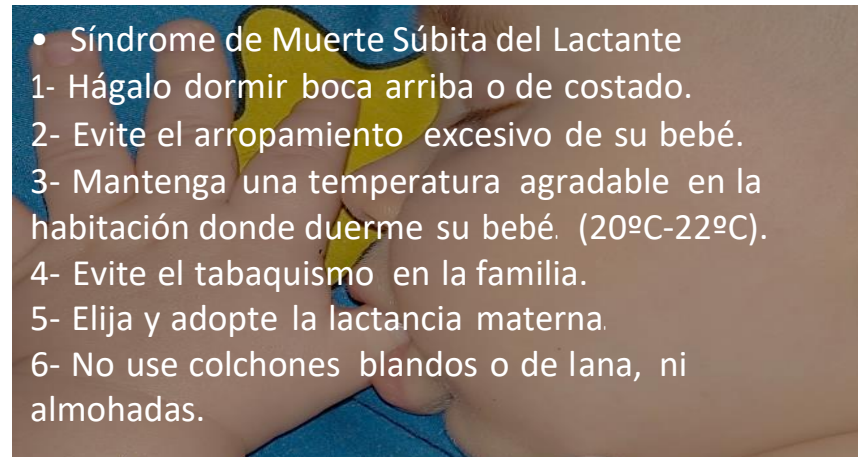 • Síndrome de Muerte Súbita del Lactante
1- Hágalo dormir boca arriba o de costado.
2- Evite el arropamiento excesivo de su bebé.
3- Mantenga una temperatura agradable en la
habitación donde duerme su bebé. (20ºC-22ºC).
4- Evite el tabaquismo en la familia.
5- Elija y adopte la lactancia materna.
6- No use colchones blandos o de lana, ni
almohadas.